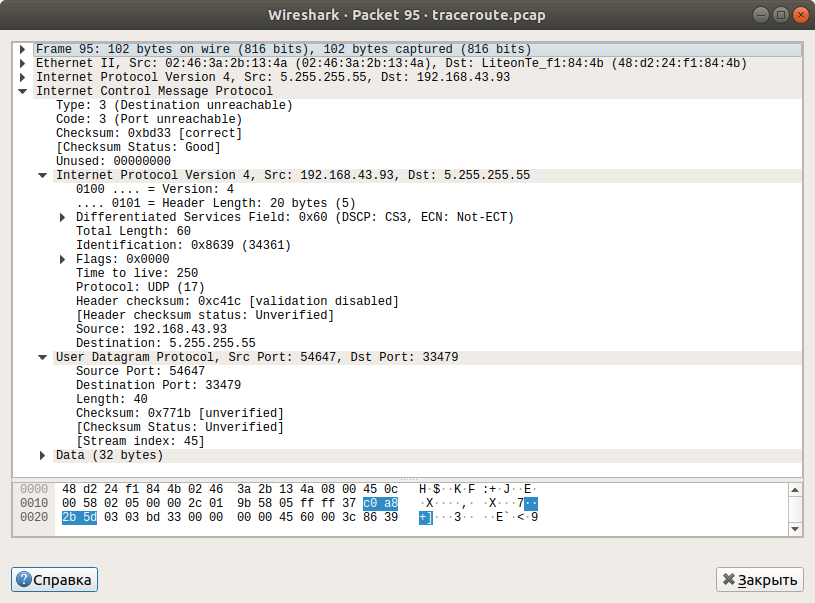 Wireshark · Packet 95 · traceroute.pcap
Frame 95: 102 bytes on wire (816 bits), 102 bytes captured (816 bits)
Ethernet II, Src: 02:46:3a:2b:13:4a (02:46:3a:2b:13:4a), Dst: LiteonTe_f1:84:4b (48:d2:24:f1:84:4b)
Internet Protocol Version 4, Src: 5.255.255.55, Dst: 192.168.43.93
Internet Control Message Protocol
Type: 3 (Destination unreachable)
Code: 3 (Port unreachable)
Checksum: 0xbd33 [correct]
[Checksum Status: Good]
Unused: 00000000
Internet Protocol Version 4, Src: 192.168.43.93, Dst: 5.255.255.55
0100 .... = Version: 4
.... 0101 = Header Length: 20 bytes (5)
Differentiated Services Field: 0x60 (DSCP: CS3, ECN: Not-ECT)
Total Length: 60
Identification: 0x8639 (34361)
Flags: 0x0000
Time to live: 250
Protocol: UDP (17)
Header checksum: 0xc41c [validation disabled]
[Header checksum status: Unverified]
Source: 192.168.43.93
Destination: 5.255.255.55
User Datagram Protocol, Src Port: 54647, Dst Port: 33479
Source Port: 54647
Destination Port: 33479
Length: 40
Checksum: 0x771b [unverified]
[Checksum Status: Unverified]
[Stream index: 45]
Data (32 bytes)
0000 48 d2 24 f1 84 4b 02 46 3a 2b 13 4a 08 00 45 0c H·$··K·F :+·J··E·
0010 00 58 02 05 00 00 2c 01 9b 58 05 ff ff 37 c0 a8 ·X····,· ·X···7··
0020 2b 5d 03 03 bd 33 00 00 00 00 45 60 00 3c 86 39 +]···3·· ··E`·<·9
Справка
Закрыть